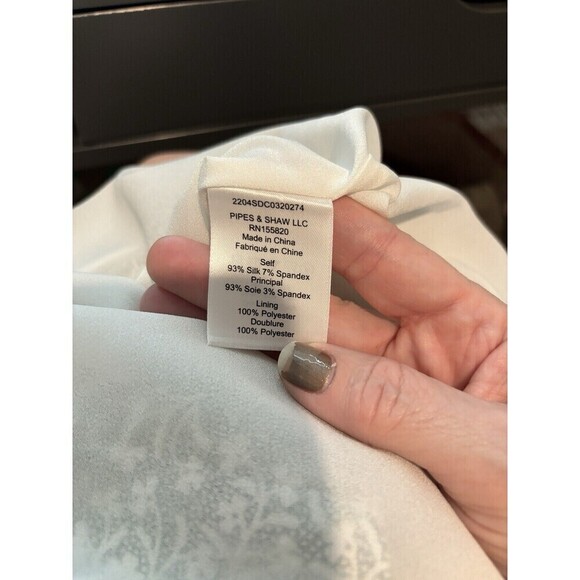 2204SDC0320274
PIPES & SHAW LLC
RN155820
Made in China
Fabriqué en Chine
Self
93% Silk 7% Spandex
Principal
93% Soie 3% Spandex
Lining
100% Polyester
Doublure
100% Polyester